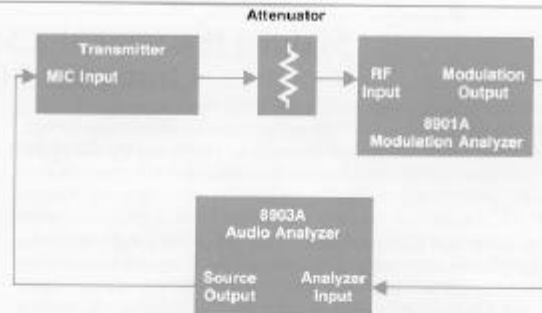 Attenuator
Transmitter
MIC Input
RF Input
Modulation Output
8901A
Modulation Analyzer
8903A
Audio Analyzer
Source Output
Analyzer Input